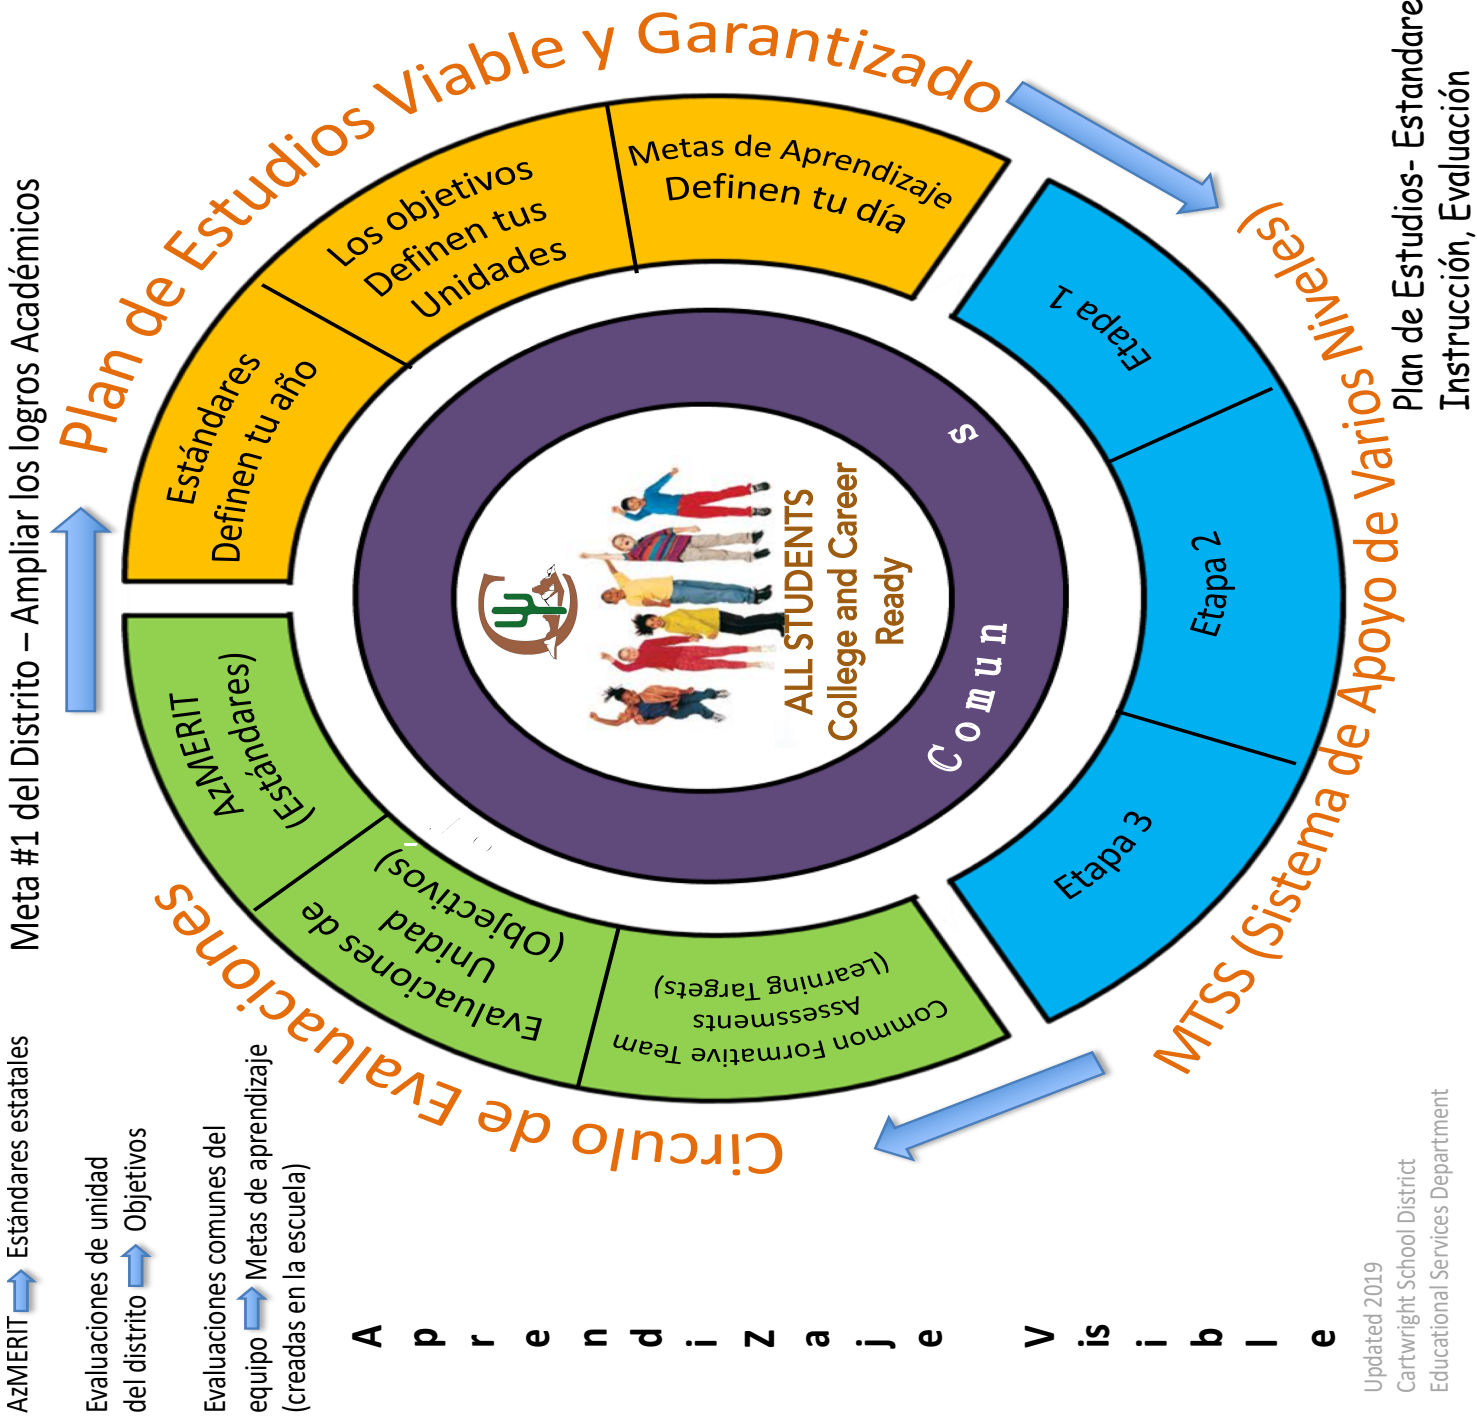 Meta #1 del Distrito – Ampliar los logros Académicos
AzMERIT Estándares estatales
Evaluaciones de unidad
del distrito Objetivos
Evaluaciones comunes del
equipo Metas de aprendizaje
(creadas en la escuela)
Plan de Estudios Viable y Garantizado
Estándares
Definen tu año
Los objetivos
Definen tus
Unidades
Metas de Aprendizaje
Definen tu día
MTSS (Sistema de Apoyo de Varios Niveles)
Etapa 1
Etapa 2
Etapa 3
Circulo de Evaluaciones
Common Formative Team
Assessments
(Learning Targets)
Evaluaciones de
Unidad
(Objectivos)
AzMERIT
(Estándares)
Comun
s
ALL STUDENTS
College and Career
Ready
Aprendizaje Visible
Plan de Estudios- Estandare
Instrucción, Evaluación
Updated 2019
Cartwright School District
Educational Services Department